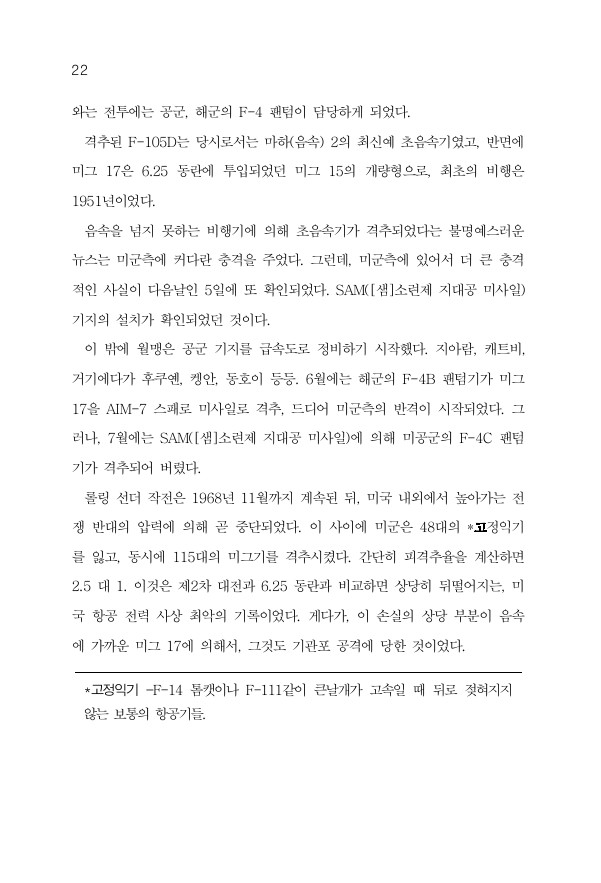 22
와는 전투에는 공군, 해군의 F-4 팬텀이 담당하게 되었다.
격추된 F-105D는 당시로서는 마하(음속) 2의 최신예 초음속기였고, 반면에
미그 17은 6.25 동란에 투입되었던 미그 15의 개량형으로, 최초의 비행은
1951년이었다.
음속을 넘지 못하는 비행기에 의해 초음속기가 격추되었다는 불명예스러운
뉴스는 미군측에 커다란 충격을 주었다. 그런데, 미군측에 있어서 더 큰 충격
적인 사실이 다음날인 5일에 또 확인되었다. SAM([샘]소련제 지대공 미사일)
기지의 설치가 확인되었던 것이다.
이 밖에 월맹은 공군 기지를 급속도로 정비하기 시작했다. 지아람, 캐트비,
거기에다가 후쿠옌, 켕안, 동호이 등등. 6월에는 해군의 F-4B 팬텀기가 미그
17을 AIM-7 스패로 미사일로 격추, 드디어 미군측의 반격이 시작되었다. 그
러나, 7월에는 SAM([샘]소련제 지대공 미사일)에 의해 미공군의 F-4C 팬텀
기가 격추되어 버렸다.
롤링 선더 작전은 1968년 11월까지 계속된 뒤, 미국 내외에서 높아가는 전
쟁 반대의 압력에 의해 곧 중단되었다. 이 사이에 미군은 48대의 *고정익기
를 잃고, 동시에 115대의 미그기를 격추시켰다. 간단히 피격추율을 계산하면
2.5 대 1. 이것은 제2차 대전과 6.25 동란과 비교하면 상당히 뒤떨어지는, 미
국 항공 전력 사상 최악의 기록이었다. 게다가, 이 손실의 상당 부분이 음속
에 가까운 미그 17에 의해서, 그것도 기관포 공격에 당한 것이었다.
*고정익기 -F-14 톰캣이나 F-111같이 큰날개가 고속일 때 뒤로 젖혀지지
않는 보통의 항공기들.